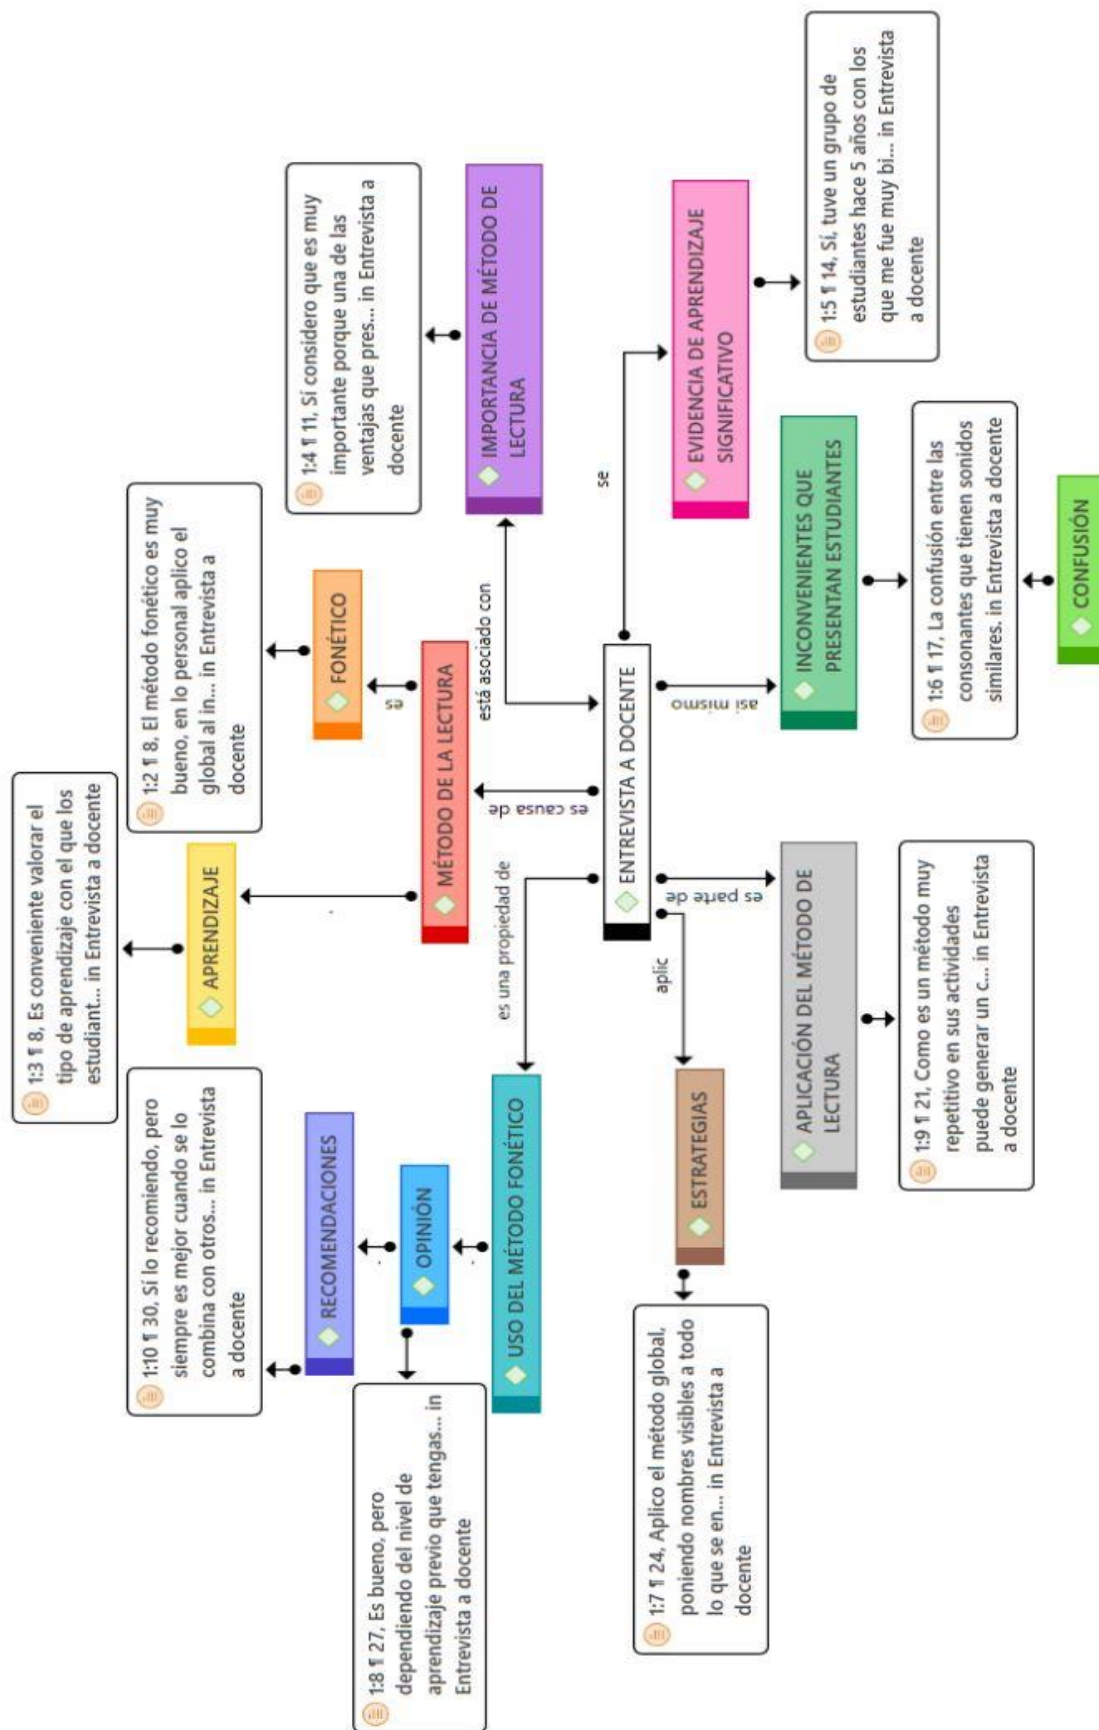 1:3 ¶ 8, Es conveniente valorar el
tipo de aprendizaje con el que los
estudiant... in Entrevista a docente
1:10 ¶ 30, Sí lo recomiendo, pero
siempre es mejor cuando se lo
combina con otros... in Entrevista
a docente
1:2 ¶ 8, El método fonético es muy
bueno, en lo personal aplico el
global al in... in Entrevista a
docente
1:4 ¶ 11, Sí considero que es muy
importante porque una de las
ventajas que pres... in Entrevista a
docente
RECOMENDACIONES
APRENDIZAJE
FONÉTICO
1:8 ¶ 27, Es bueno, pero
dependiendo del nivel de
aprendizaje previo que tengas... in
Entrevista a docente
OPINIÓN
.
.
.
es
MÉTODO DE LA LECTURA
IMPORTANCIA DE MÉTODO DE
LECTURA
USO DEL MÉTODO FONÉTICO
es una propiedad de
es causa de
está asociado con
ENTREVISTA A DOCENTE
se
aplic
es parte de
asi mismo
1:7 ¶ 24, Aplico el método global,
poniendo nombres visibles a todo
lo que se en... in Entrevista a
docente
ESTRATEGIAS
EVIDENCIA DE APRENDIZAJE
SIGNIFICATIVO
APLICACIÓN DEL MÉTODO DE
LECTURA
INCONVENIENTES QUE
PRESENTAN ESTUDIANTES
1:5 ¶ 14, Sí, tuve un grupo de
estudiantes hace 5 años con los
que me fue muy bi... in Entrevista
a docente
1:9 ¶ 21, Como es un método muy
repetitivo en sus actividades
puede generar un c... in Entrevista
a docente
1:6 ¶ 17, La confusión entre las
consonantes que tienen sonidos
similares. in Entrevista a docente
CONFUSIÓN